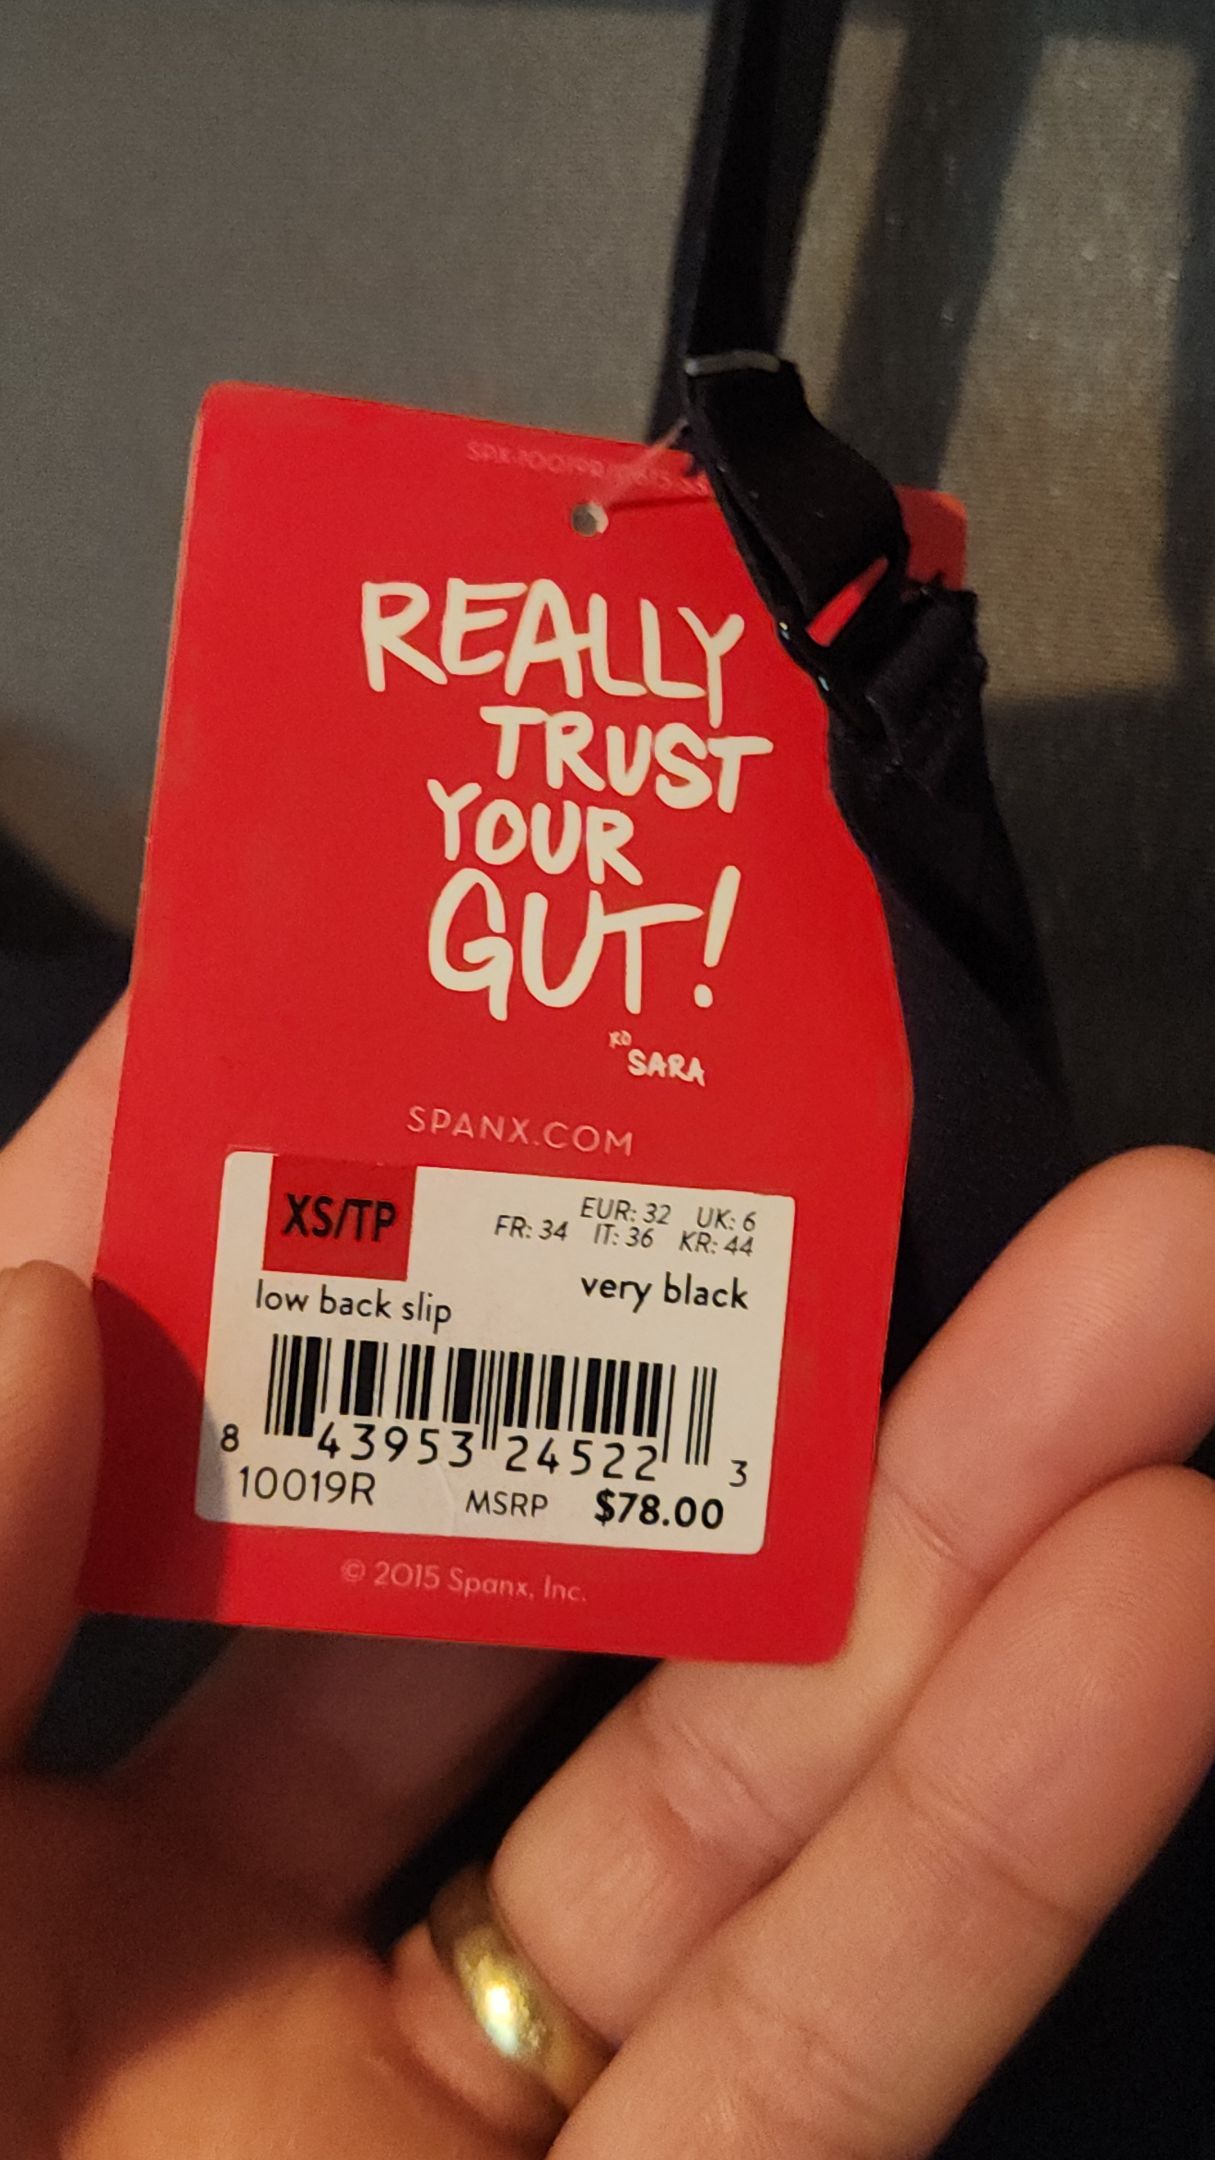 REALLY
TRUST
YOUR
GUT!
XO
SARA
SPANX.COM
XS/TP
EUR: 32 UK: 6
FR: 34 IT: 36 KR: 44
low back slip
very black
8 43953 24522 3
10019R MSRP $78.00
© 2015 Spanx, Inc.